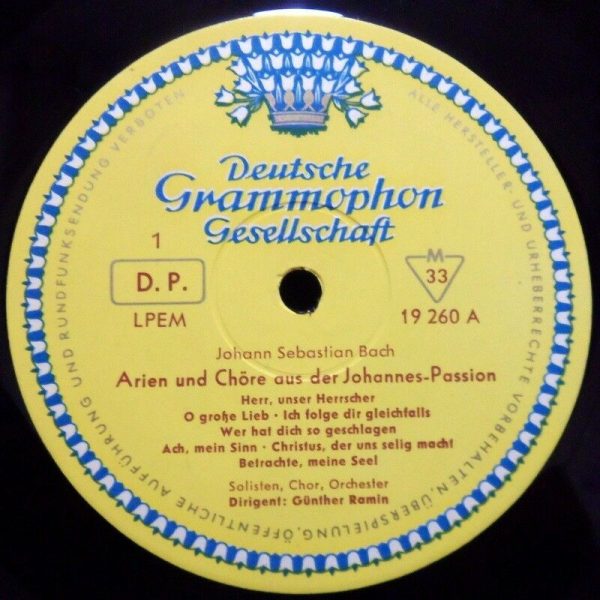 Deutsche
Grammophon
Gesellschaft
1
D. P.
LPEM
M
33
19 260 A
Johann Sebastian Bach
Arien und Chöre aus der Johannes-Passion
Herr, unser Herrscher
O große Lieb · Ich folge dir gleichfalls
Wer hat dich so geschlagen
Ach, mein Sinn · Christus, der uns selig macht
Betrachte, meine Seel
Solisten, Chor, Orchester
Dirigent: Günther Ramin
ALLE HERSTELLER- UND URHEBERRECHTE VORBEHALTEN, ÜBERSPIELUNG, ÖFFENTLICHE AUFFÜHRUNG UND RUNDFUNKSENDUNG VERBOTEN